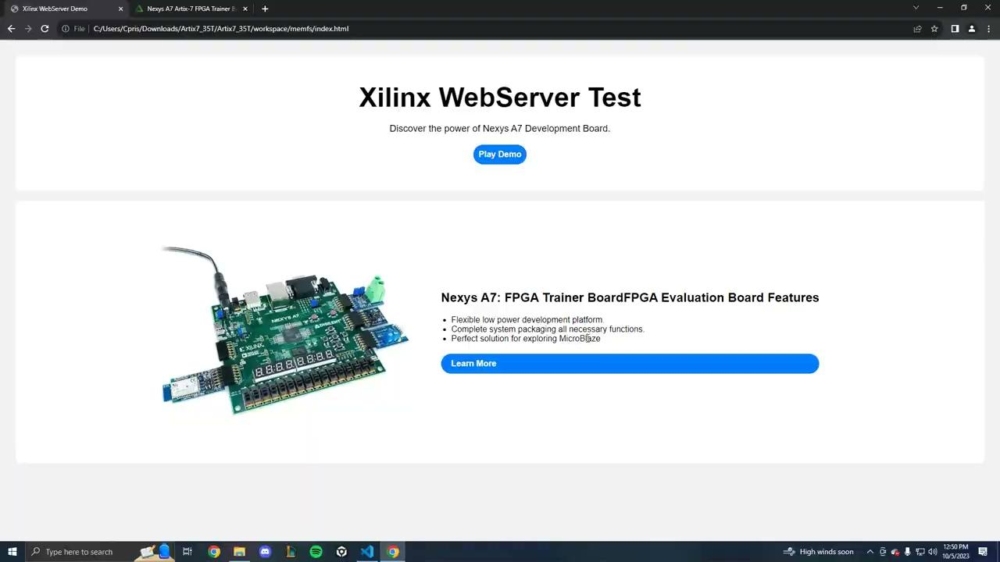 Xilinx WebServer Demo
Nexys A7 Artix-7 FPGA Trainer B
File
C:/Users/Cpris/Downloads/Artix7_35T/Artix7_35T/workspace/memfs/index.html
Xilinx WebServer Test
Discover the power of Nexys A7 Development Board.
Play Demo
NEXYS A7
DIGILENT
XILINX
Nexys A7: FPGA Trainer BoardFPGA Evaluation Board Features
Flexible low power development platform.
Complete system packaging all necessary functions.
Perfect solution for exploring MicroBlaze
Learn More
Type here to search
High winds soon
12:50 PM
10/5/2023